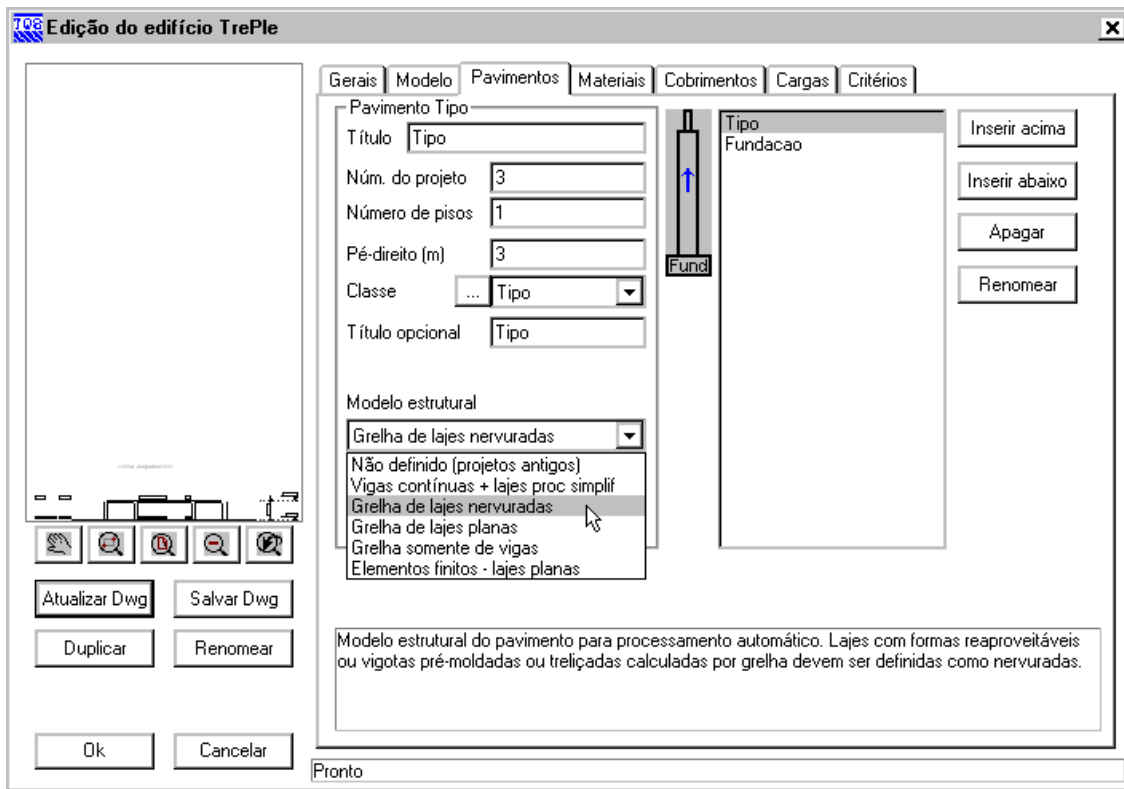 TQS Edição do edifício TrePle
Gerais Modelo Pavimentos Materiais Cobrimentos Cargas Critérios
Pavimento Tipo
Título Tipo
Núm. do projeto 3
Número de pisos 1
Pé-direito (m) 3
Classe ... Tipo
Título opcional Tipo
Modelo estrutural
Grelha de lajes nervuradas
Não definido (projetos antigos)
Vigas contínuas + lajes proc simplif
Grelha de lajes nervuradas
Grelha de lajes planas
Grelha somente de vigas
Elementos finitos - lajes planas
Fund
Tipo
Fundacao
Inserir acima
Inserir abaixo
Apagar
Renomear
Atualizar Dwg Salvar Dwg
Duplicar Renomear
Modelo estrutural do pavimento para processamento automático. Lajes com formas reaproveitáveis
ou vigotas pré-moldadas ou treliçadas calculadas por grelha devem ser definidas como nervuradas.
Ok Cancelar
Pronto